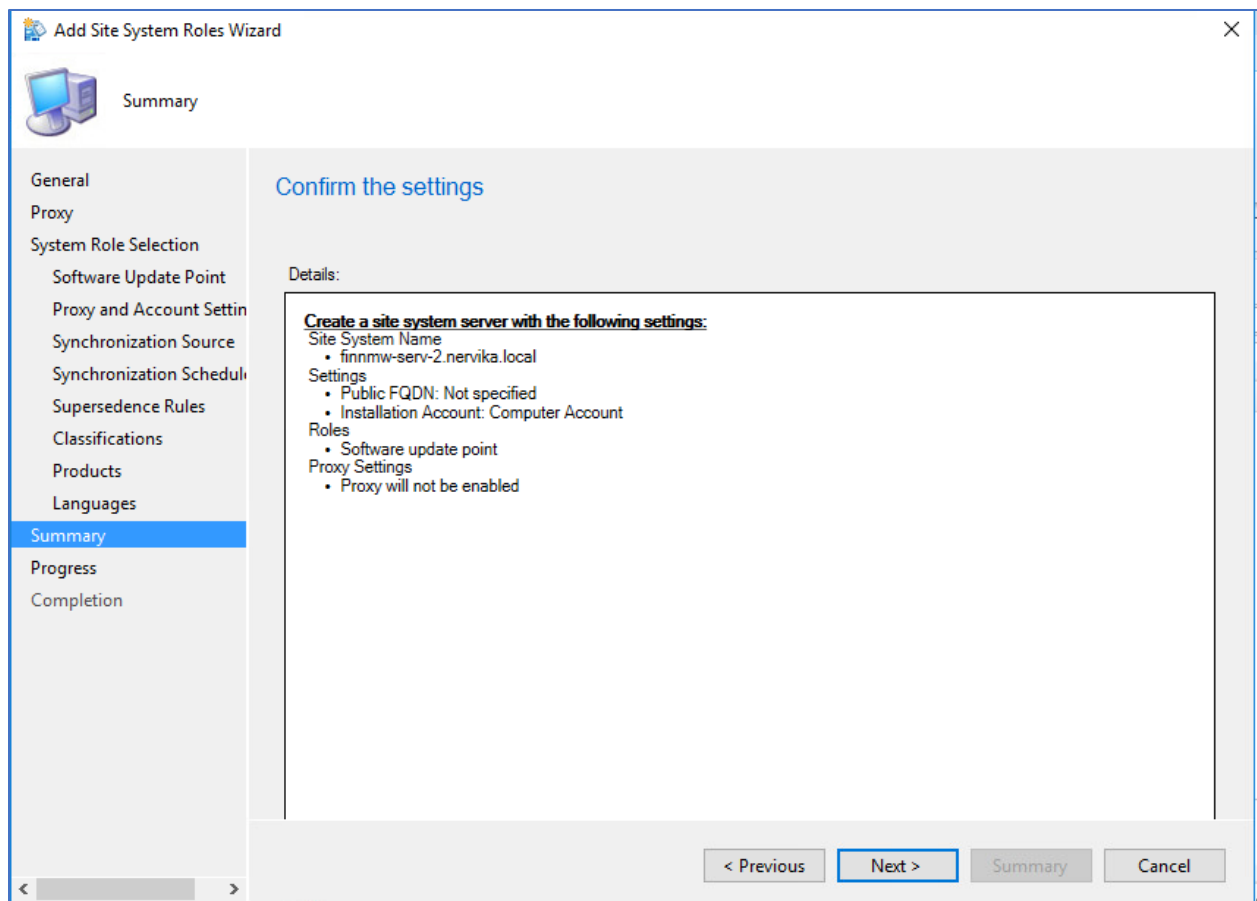 Add Site System Roles Wizard
Summary
General
Proxy
System Role Selection
Software Update Point
Proxy and Account Settin
Synchronization Source
Synchronization Schedul
Supersedence Rules
Classifications
Products
Languages
Summary
Progress
Completion
Confirm the settings
Details:
Create a site system server with the following settings:
Site System Name
• finnmw-serv-2.nervika.local
Settings
• Public FQDN: Not specified
• Installation Account: Computer Account
Roles
• Software update point
Proxy Settings
• Proxy will not be enabled
< Previous
Next >
Summary
Cancel